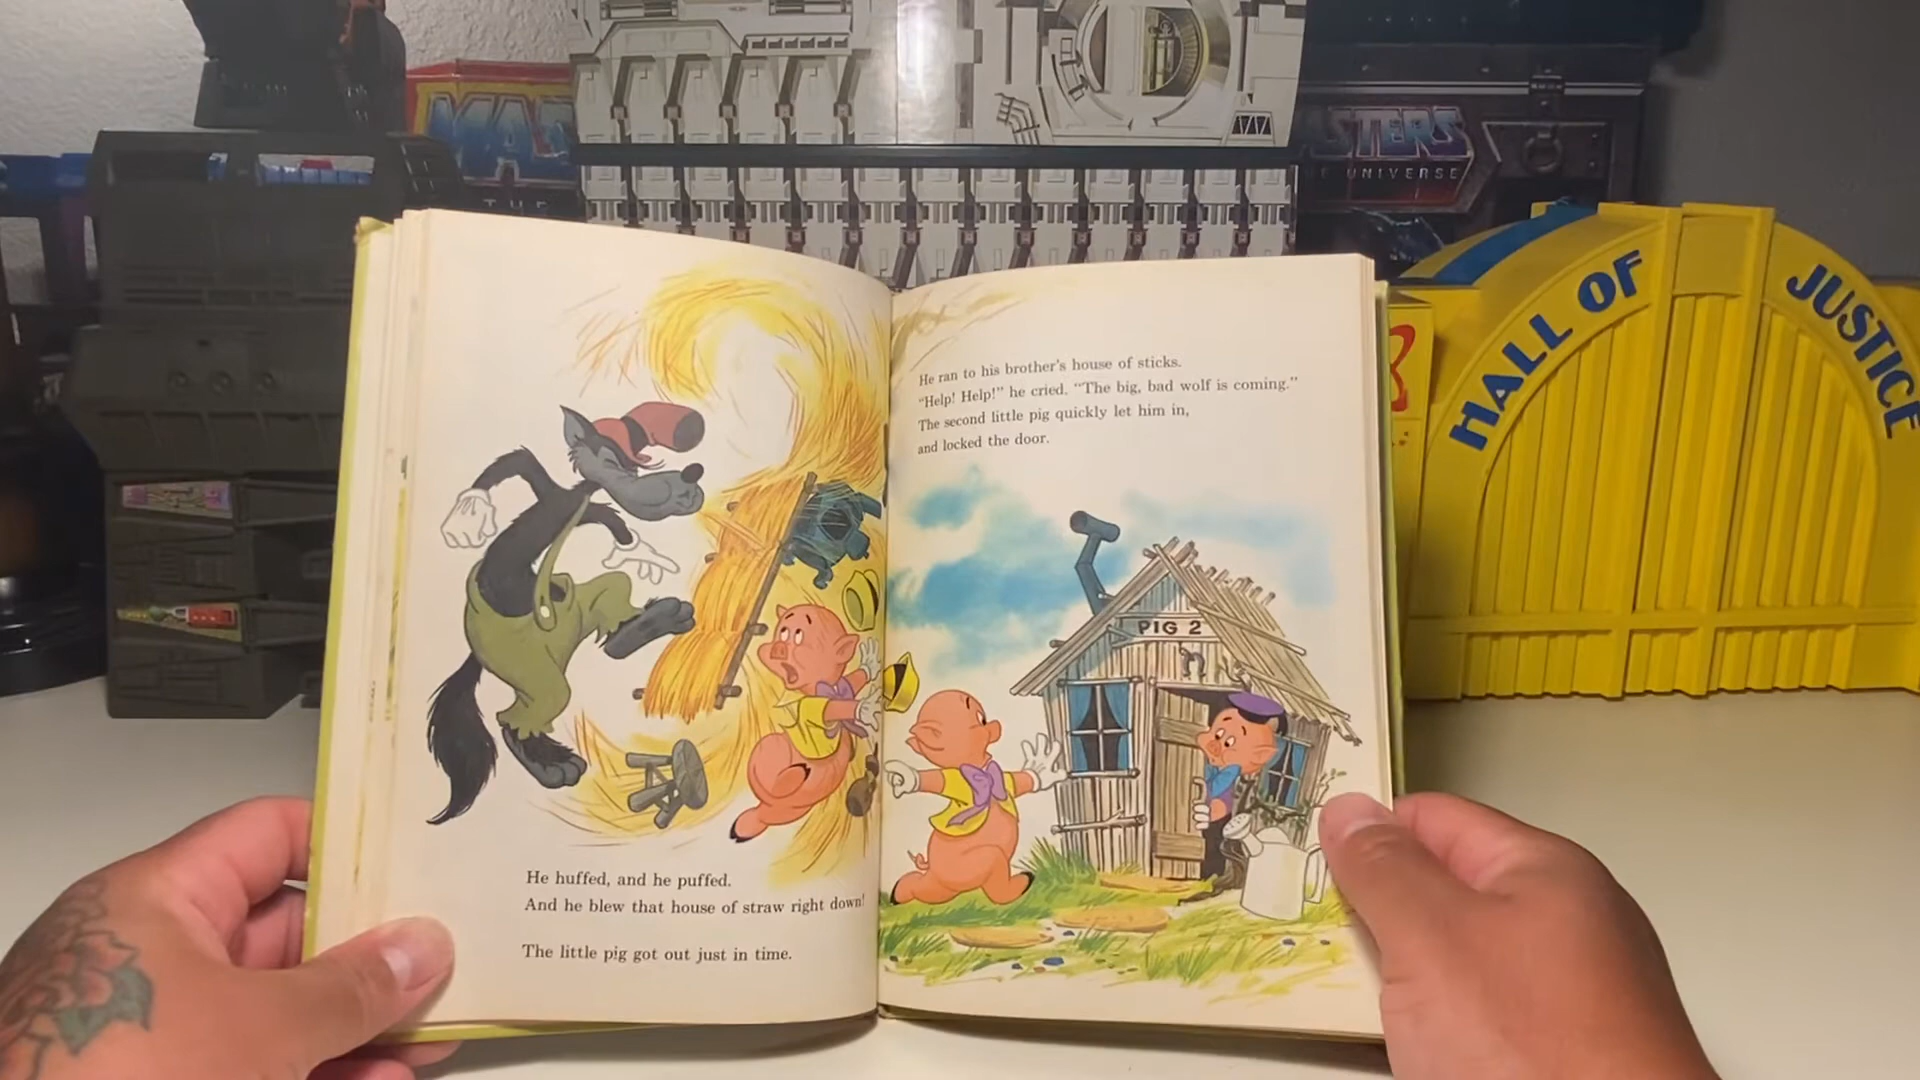 MAS
THE
STERS
UNIVERSE
HALL OF JUSTICE
He huffed, and he puffed.
And he blew that house of straw right down!
The little pig got out just in time.
He ran to his brother's house of sticks.
"Help! Help!" he cried. "The big, bad wolf is coming."
The second little pig quickly let him in,
and locked the door.
PIG 2